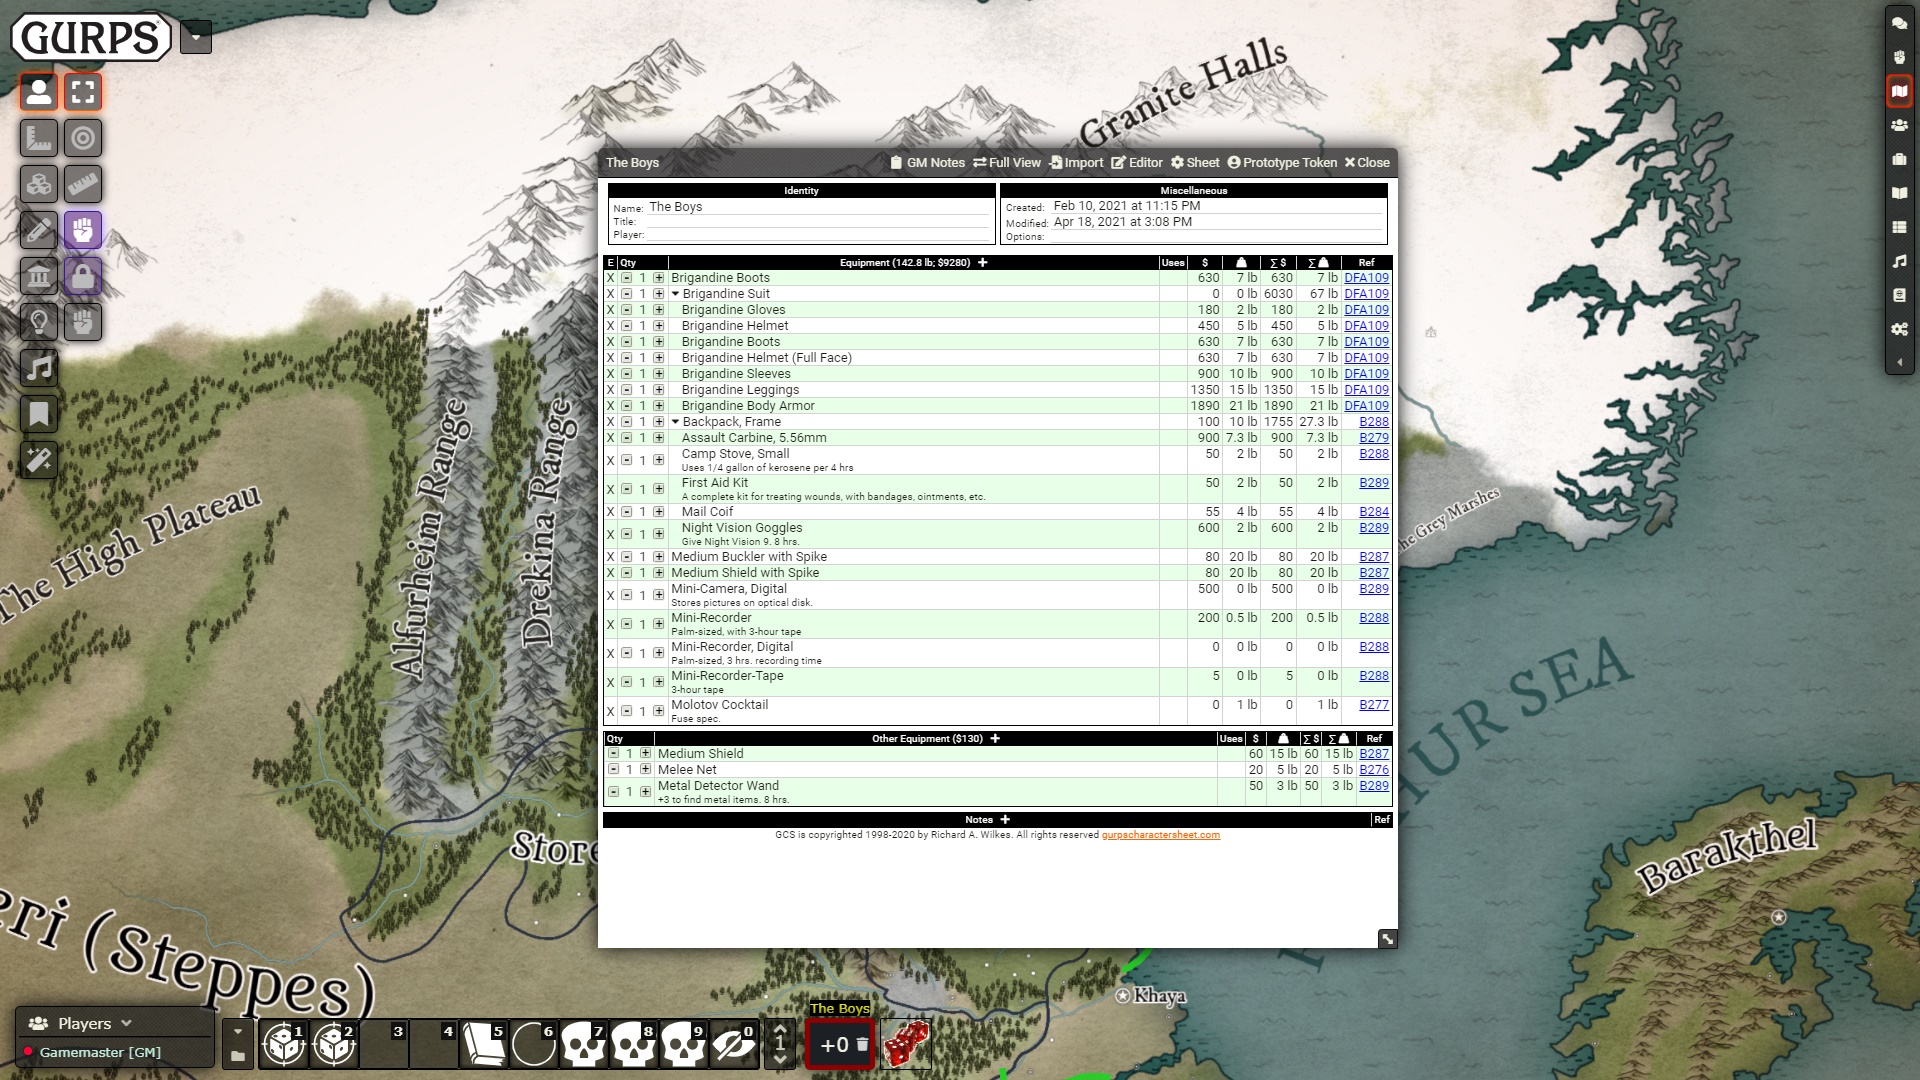 GURPS
Granite Halls
The Boys
GM Notes Full View Import Editor Sheet Prototype Token Close
Identity
Name: The Boys
Title:
Player:
Miscellaneous
Created: Feb 10, 2021 at 11:15 PM
Modified: Apr 18, 2021 at 3:08 PM
Options:
E Qty Equipment (142.8 lb; $9280) Uses $ ∑ $ ∑ Ref
X 1 Brigandine Boots 630 7 lb 630 7 lb DFA109
X 1 Brigandine Suit 0 0 lb 6030 67 lb DFA109
X 1 Brigandine Gloves 180 2 lb 180 2 lb DFA109
X 1 Brigandine Helmet 450 5 lb 450 5 lb DFA109
X 1 Brigandine Boots 630 7 lb 630 7 lb DFA109
X 1 Brigandine Helmet (Full Face) 630 7 lb 630 7 lb DFA109
X 1 Brigandine Sleeves 900 10 lb 900 10 lb DFA109
X 1 Brigandine Leggings 1350 15 lb 1350 15 lb DFA109
X 1 Brigandine Body Armor 1890 21 lb 1890 21 lb DFA109
X 1 Backpack, Frame 100 10 lb 1755 27.3 lb B288
X 1 Assault Carbine, 5.56mm 900 7.3 lb 900 7.3 lb B279
X 1 Camp Stove, Small 50 2 lb 50 2 lb B288
Uses 1/4 gallon of kerosene per 4 hrs
X 1 First Aid Kit 50 2 lb 50 2 lb B289
A complete kit for treating wounds, with bandages, ointments, etc.
X 1 Mail Coif 55 4 lb 55 4 lb B284
X 1 Night Vision Goggles 600 2 lb 600 2 lb B289
Give Night Vision 9. 8 hrs.
X 1 Medium Buckler with Spike 80 20 lb 80 20 lb B287
X 1 Medium Shield with Spike 80 20 lb 80 20 lb B287
X 1 Mini-Camera, Digital 500 0 lb 500 0 lb B289
Stores pictures on optical disk.
X 1 Mini-Recorder 200 0.5 lb 200 0.5 lb B288
Palm-sized, with 3-hour tape
X 1 Mini-Recorder, Digital 0 0 lb 0 0 lb B288
Palm-sized, 3 hrs. recording time
X 1 Mini-Recorder-Tape 5 0 lb 5 0 lb B288
3-hour tape
X 1 Molotov Cocktail 0 1 lb 0 1 lb B277
Fuse spec.
Qty Other Equipment ($130) Uses $ ∑ $ ∑ Ref
1 Medium Shield 60 15 lb 60 15 lb B287
1 Melee Net 20 5 lb 20 5 lb B276
1 Metal Detector Wand 50 3 lb 50 3 lb B289
+3 to find metal items. 8 hrs.
Notes Ref
GCS is copyrighted 1998-2020 by Richard A. Wilkes. All rights reserved gurpscharactersheet.com
The High Plateau
Alfurheim Range
Drekina Range
Grey Marshes
SEA
Barakthel
Store
(Steppes)
Khaya
The Boys
Players
Gamemaster [GM]
1 2 3 4 5 6 7 8 9 0
1
+0